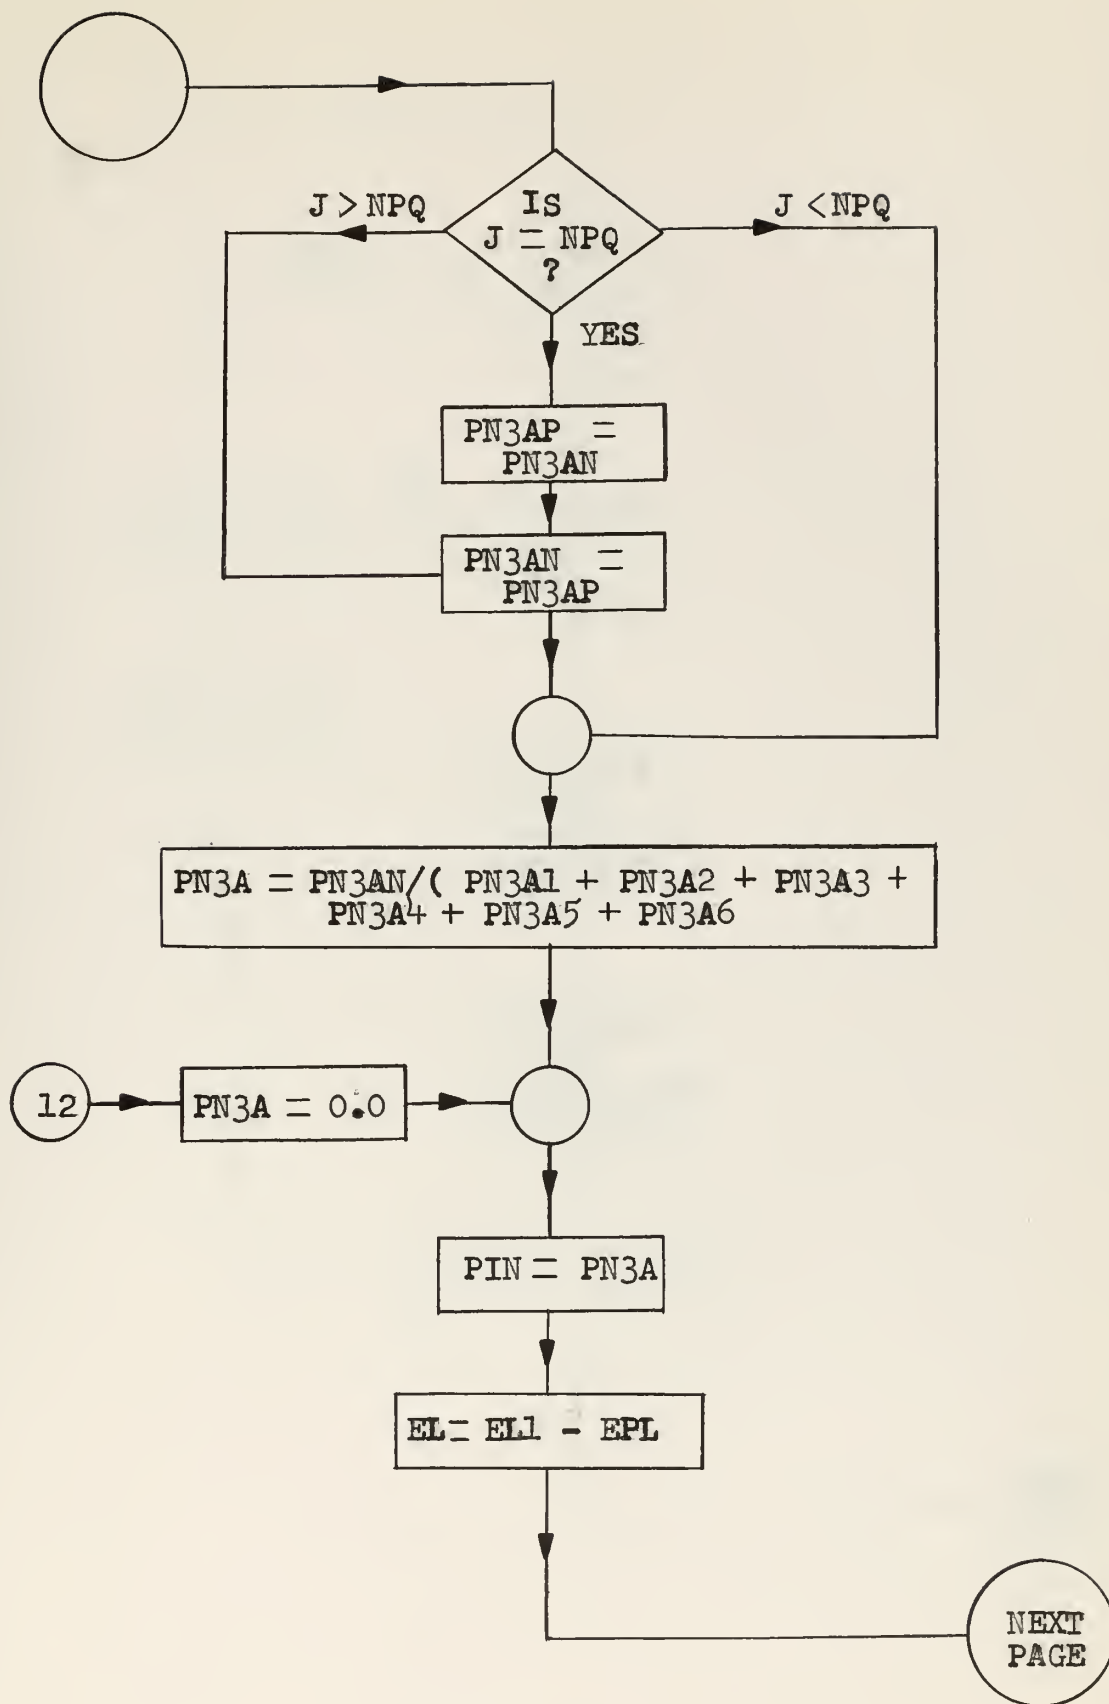 J > NPQ
IS
J = NPQ
?
J < NPQ
YES
PN3AP =
PN3AN
PN3AN =
PN3AP
PN3A = PN3AN/( PN3A1 + PN3A2 + PN3A3 +
PN3A4 + PN3A5 + PN3A6
12
PN3A = 0.0
PIN = PN3A
EL = EL1 - EPL
NEXT
PAGE